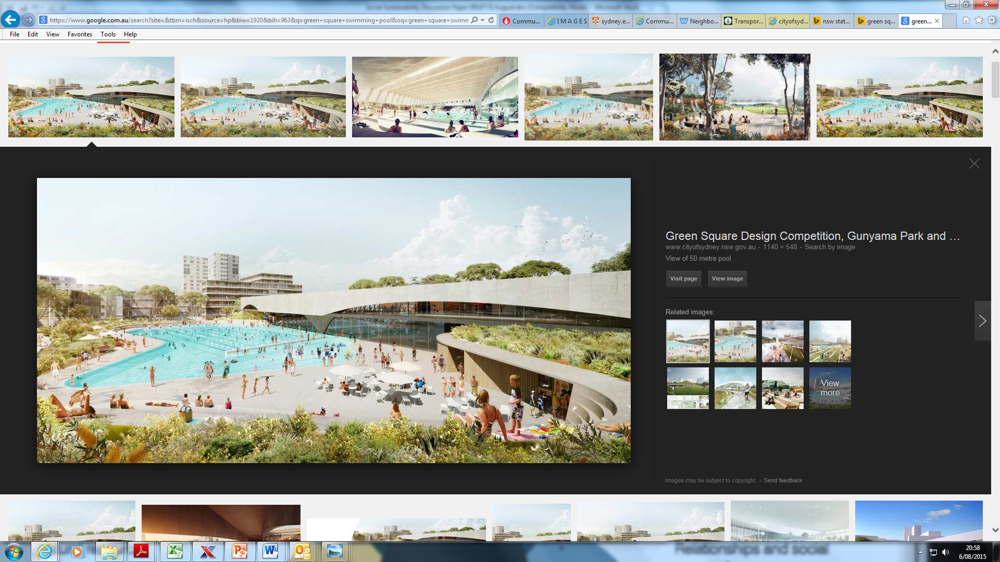 https://www.google.com.au/search?site=&tbm=isch&source=hp&biw=1920&bih=963&q=green+square+swimming+pool&oq=green+square+swimn
Commu...
I M A G E S
sydney.e...
Commu...
Neighbo...
Transpor...
cityofsyd...
nsw stat...
green sq...
green...
File Edit View Favorites Tools Help
Green Square Design Competition, Gunyama Park and ...
www.cityofsydney.nsw.gov.au - 1140 × 548 - Search by image
View of 50 metre pool
Visit page View image
Related images:
View
more
Images may be subject to copyright. - Send feedback
Relationships and social
20:58
6/08/2015